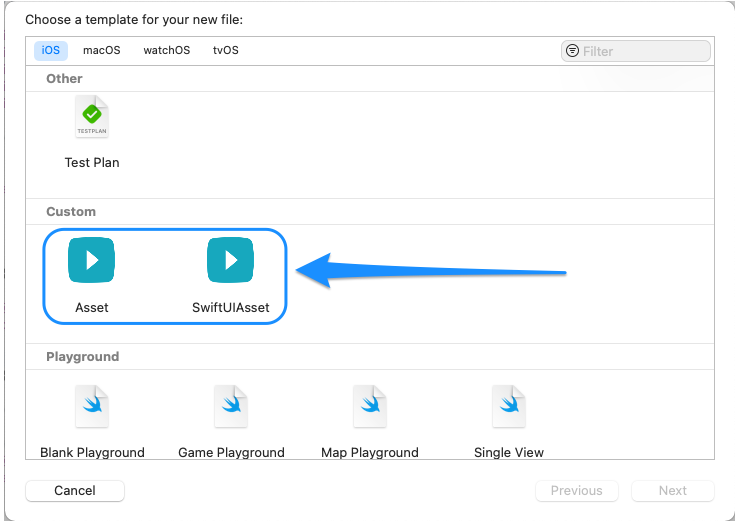 Choose a template for your new file:
iOS macOS watchOS tvOS Filter
Other
TESTPLAN
Test Plan
Custom
Asset SwiftUIAsset
Playground
Blank Playground Game Playground Map Playground Single View
Cancel Previous Next